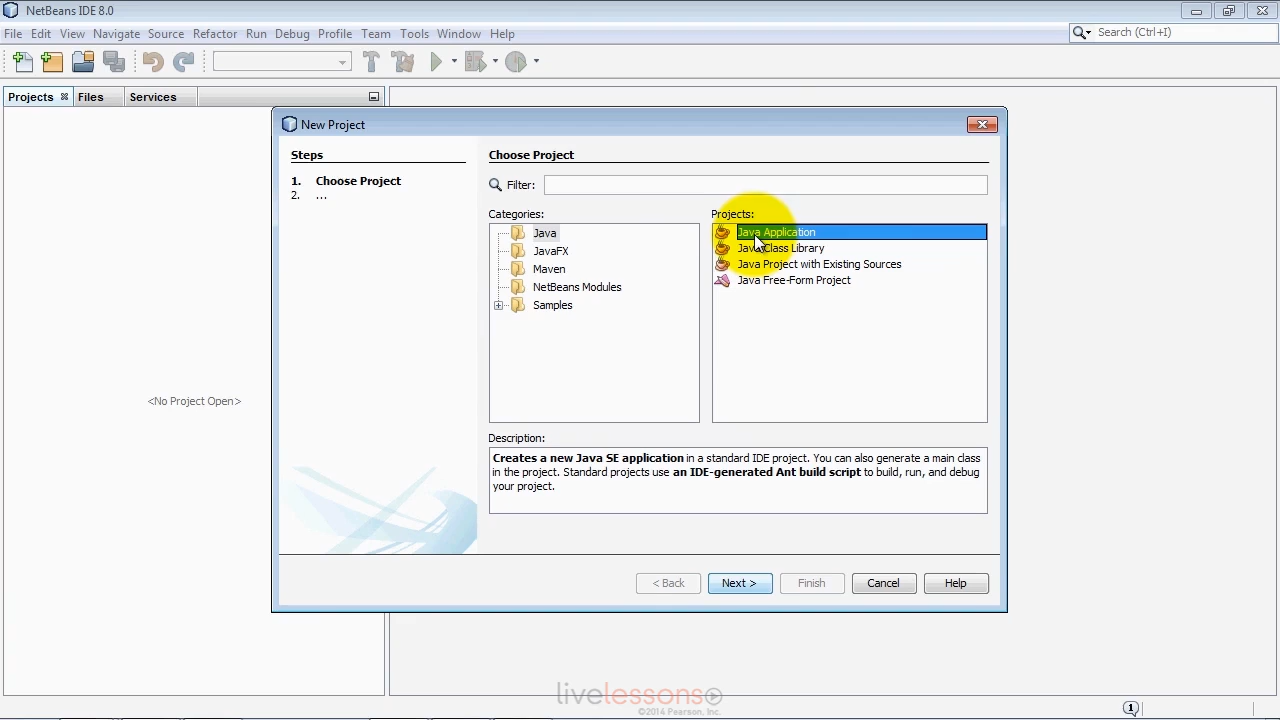 NetBeans IDE 8.0
File Edit View Navigate Source Refactor Run Debug Profile Team Tools Window Help
Search (Ctrl+I)
Projects Files Services
<No Project Open>
New Project
Steps
1. Choose Project
2. ...
Choose Project
Filter:
Categories:
Java
JavaFX
Maven
NetBeans Modules
Samples
Projects:
Java Application
Java Class Library
Java Project with Existing Sources
Java Free-Form Project
Description:
Creates a new Java SE application in a standard IDE project. You can also generate a main class
in the project. Standard projects use an IDE-generated Ant build script to build, run, and debug
your project.
< Back Next > Finish Cancel Help
livelessons
©2014 Pearson, Inc.
1